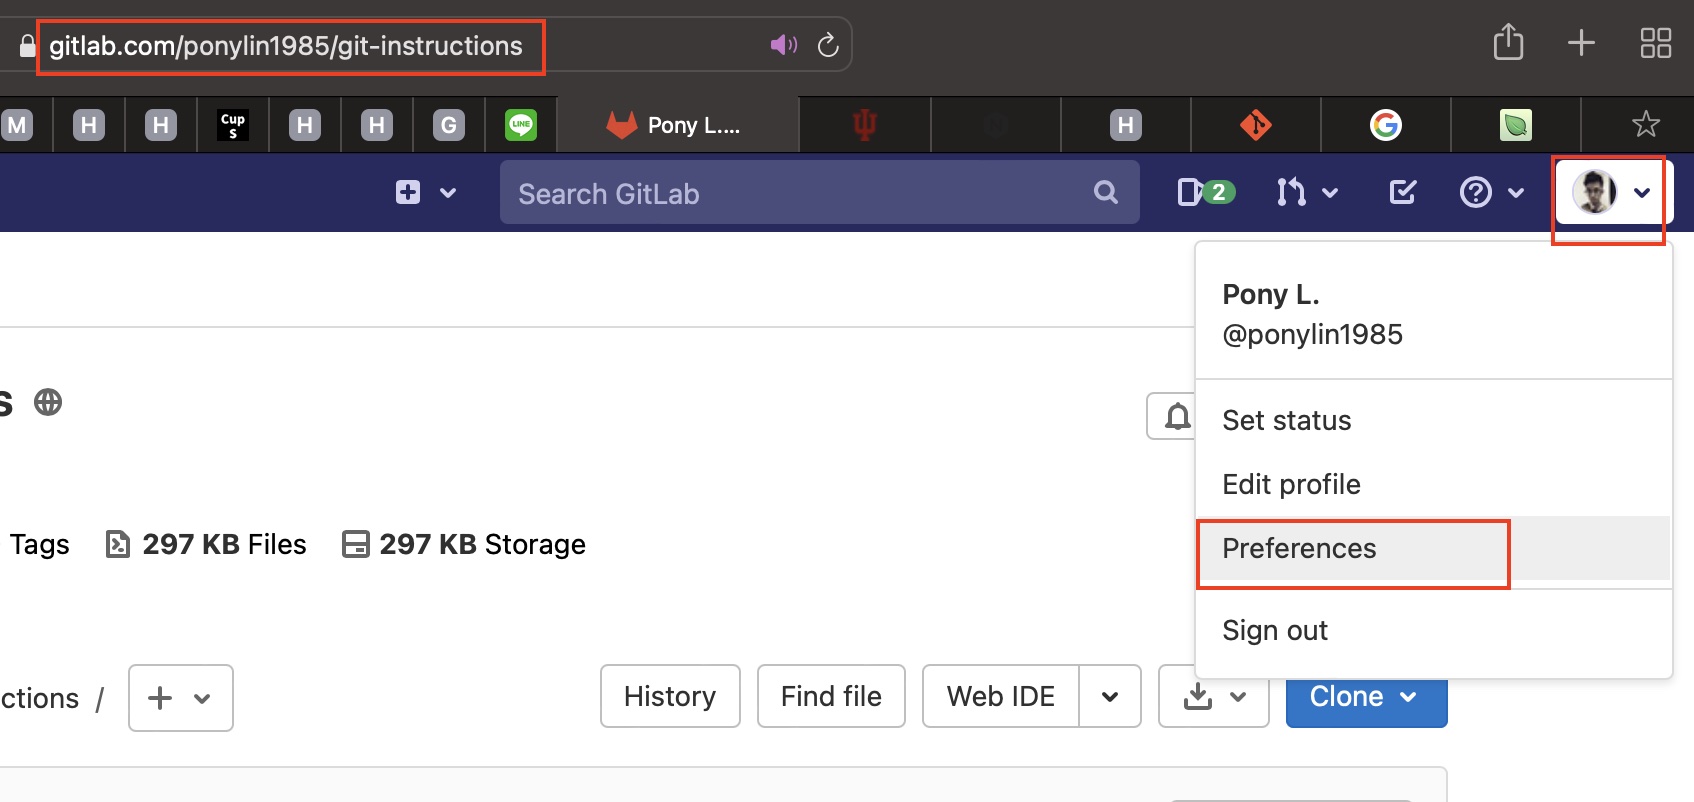 gitlab.com/ponylin1985/git-instructions
M
H
H
Cup
S
H
H
G
LINE
Pony L....
H
G
Search GitLab
2
?
Pony L.
@ponylin1985
Set status
Edit profile
Preferences
Sign out
s
Tags
297 KB Files
297 KB Storage
ctions /
History
Find file
Web IDE
Clone